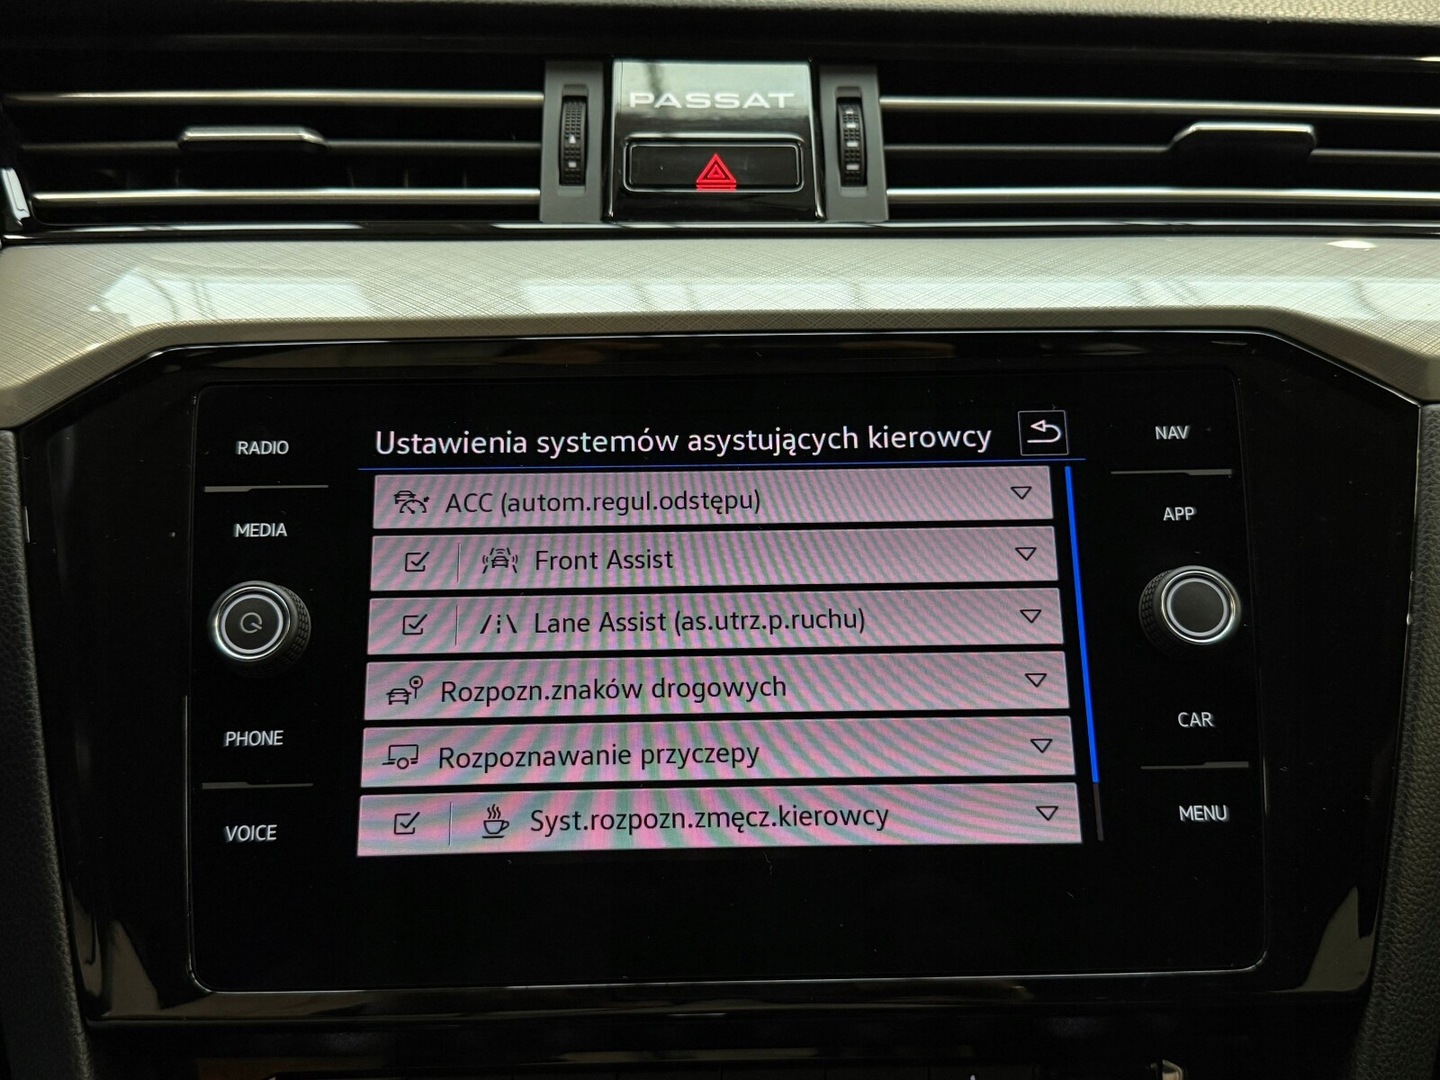 PASSAT
RADIO
MEDIA
PHONE
VOICE
Ustawienia systemów asystujących kierowcy
ACC (autom.regul.odstępu)
Front Assist
Lane Assist (as.utrz.p.ruchu)
Rozpozn.znaków drogowych
Rozpoznawanie przyczepy
Syst.rozpozn.zmęcz.kierowcy
NAV
APP
CAR
MENU